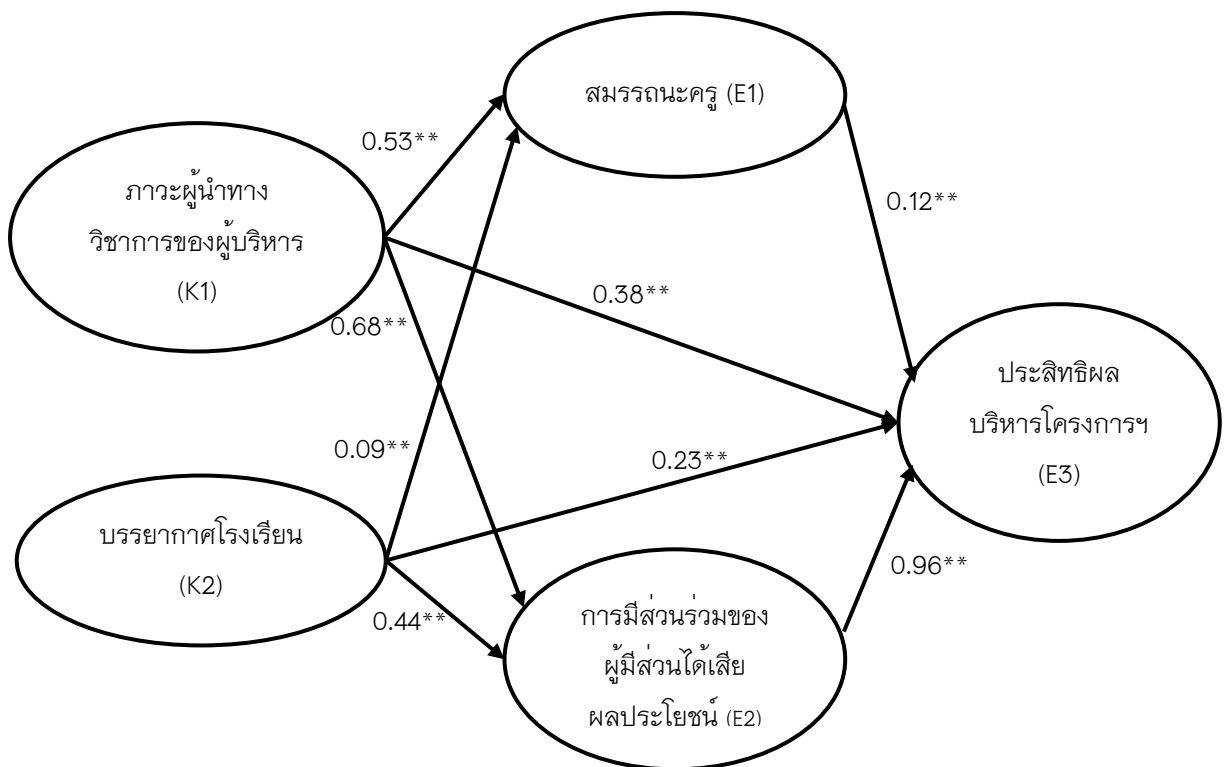 สมรรถนะครู (E1)
0.53**
ภาวะผู้นำทาง
วิชาการของผู้บริหาร
(K1)
0.12**
0.38**
0.68**
ประสิทธิผล
บริหารโครงการฯ
(E3)
0.09**
0.23**
บรรยากาศโรงเรียน
(K2)
0.96**
0.44**
การมีส่วนร่วมของ
ผู้มีส่วนได้เสีย
ผลประโยชน์ (E2)